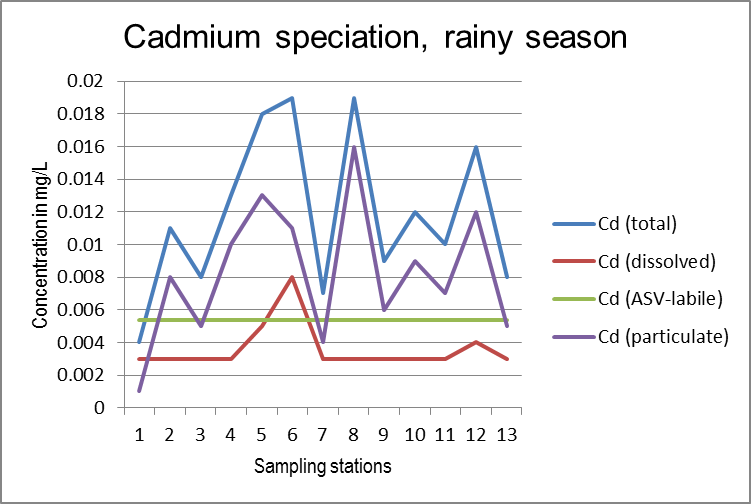 Cadmium speciation, rainy season
0.02
0.018
0.016
0.014
0.012
0.01
0.008
0.006
0.004
0.002
0
Concentration in mg/L
1 2 3 4 5 6 7 8 9 10 11 12 13
Sampling stations
Cd (total)
Cd (dissolved)
Cd (ASV-labile)
Cd (particulate)